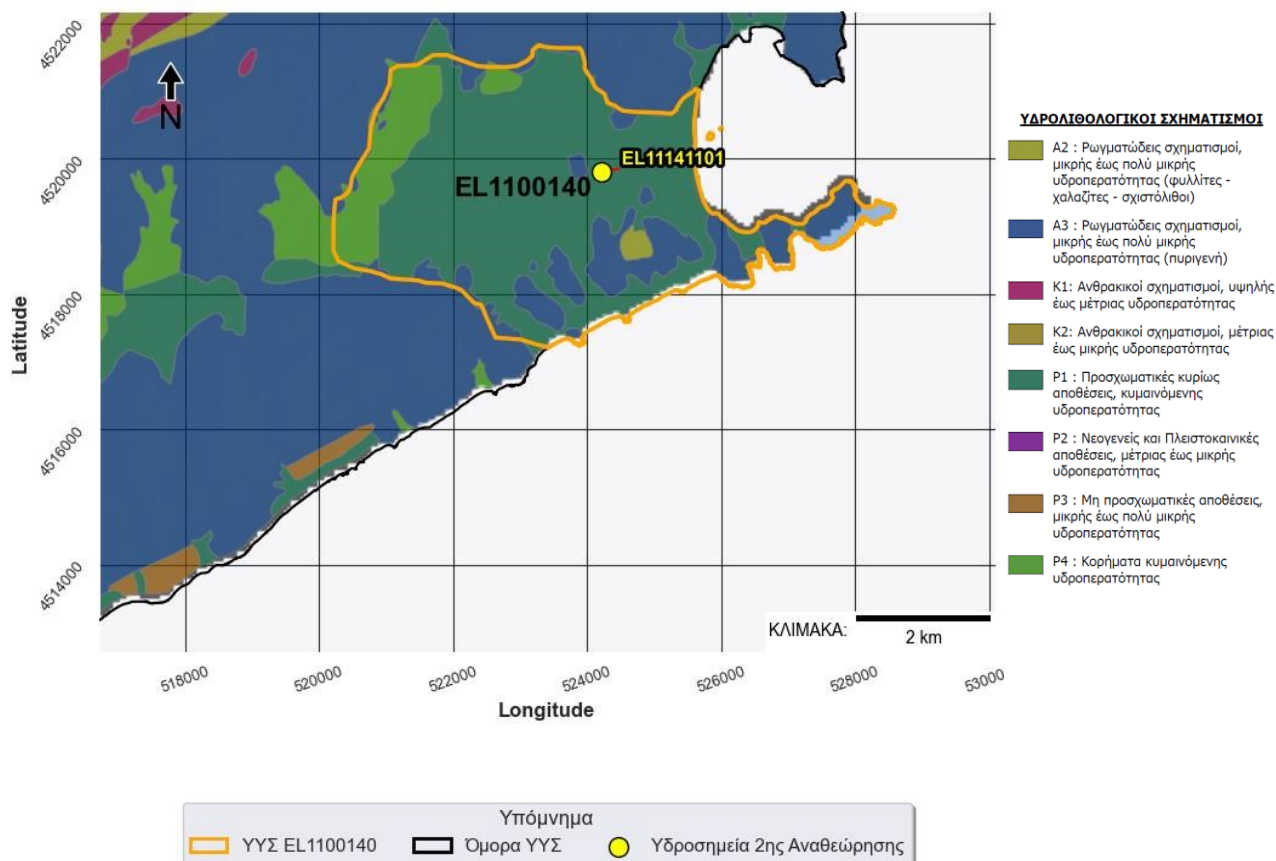 4522000
4520000
4518000
4516000
4514000
Latitude
N
EL11141101
EL1100140
ΚΛΙΜΑΚΑ:
2 km
518000
520000
522000
524000
526000
528000
53000
Longitude
ΥΔΡΟΛΙΘΟΛΟΓΙΚΟΙ ΣΧΗΜΑΤΙΣΜΟΙ
Α2 : Ρωγματώδεις σχηματισμοί,
μικρής έως πολύ μικρής
υδροπερατότητας (φυλλίτες -
χαλαζίτες - σχιστόλιθοι)
Α3 : Ρωγματώδεις σχηματισμοί,
μικρής έως πολύ μικρής
υδροπερατότητας (πυριγενή)
Κ1: Ανθρακικοί σχηματισμοί, υψηλής
έως μέτριας υδροπερατότητας
Κ2: Ανθρακικοί σχηματισμοί, μέτριας
έως μικρής υδροπερατότητας
Ρ1 : Προσχωματικές κυρίως
αποθέσεις, κυμαινόμενης
υδροπερατότητας
Ρ2 : Νεογενείς και Πλειστοκαινικές
αποθέσεις, μέτριας έως μικρής
υδροπερατότητας
Ρ3 : Μη προσχωματικές αποθέσεις,
μικρής έως πολύ μικρής
υδροπερατότητας
Ρ4 : Κορήματα κυμαινόμενης
υδροπερατότητας
Υπόμνημα
ΥΥΣ EL1100140 Όμορα ΥΥΣ Υδροσημεία 2ης Αναθεώρησης